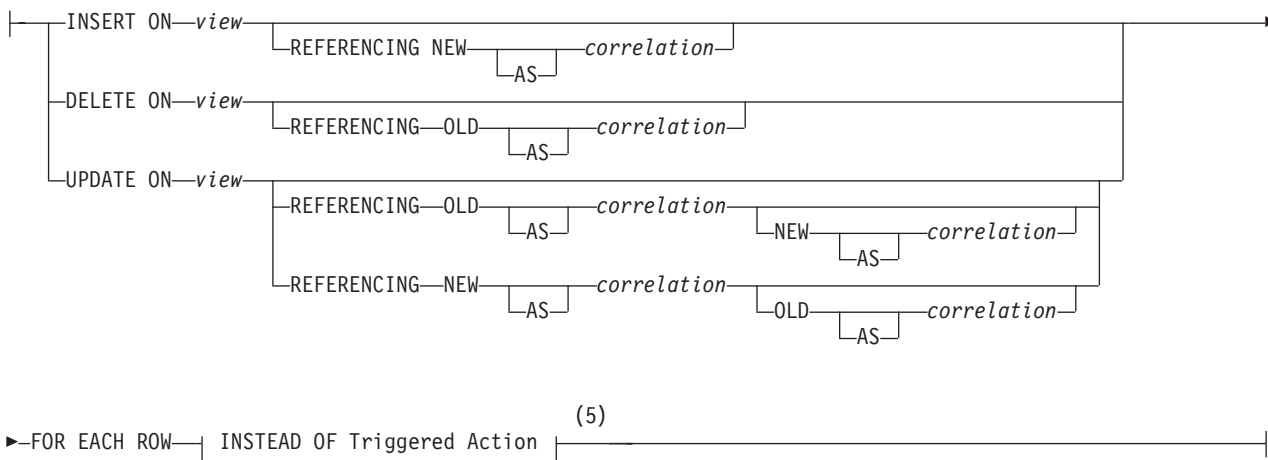 INSERT ON view
REFERENCING NEW correlation
AS
DELETE ON view
REFERENCING OLD correlation
AS
UPDATE ON view
REFERENCING OLD correlation
AS
NEW correlation
AS
REFERENCING NEW correlation
AS
OLD correlation
AS
(5)
FOR EACH ROW INSTEAD OF Triggered Action